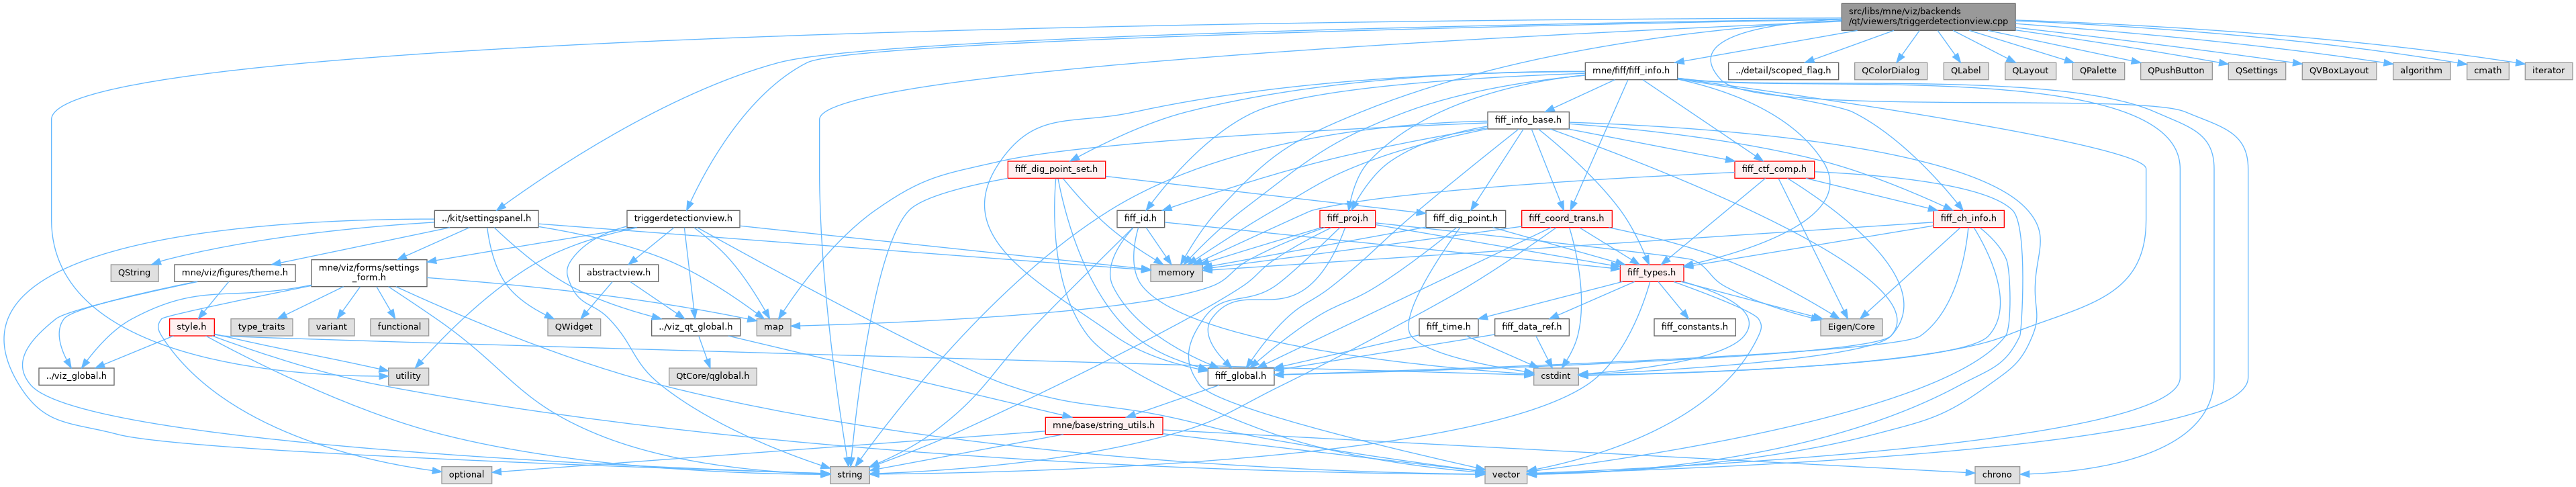 src/libs/mne/viz/backends
/qt/viewers/triggerdetectionview.cpp
mne/fiff/fiff_info.h
../detail/scoped_flag.h
QColorDialog
QLabel
QLayout
QPalette
QPushButton
QSettings
QVBoxLayout
algorithm
cmath
iterator
fiff_info_base.h
fiff_dig_point_set.h
fiff_ctf_comp.h
../kit/settingspanel.h
triggerdetectionview.h
fiff_id.h
fiff_proj.h
fiff_dig_point.h
fiff_coord_trans.h
fiff_ch_info.h
QString
mne/viz/figures/theme.h
mne/viz/forms/settings
_form.h
abstractview.h
memory
fiff_types.h
style.h
type_traits
variant
functional
QWidget
../viz_qt_global.h
map
fiff_time.h
fiff_data_ref.h
fiff_constants.h
Eigen/Core
../viz_global.h
utility
QtCore/qglobal.h
fiff_global.h
cstdint
mne/base/string_utils.h
optional
string
vector
chrono